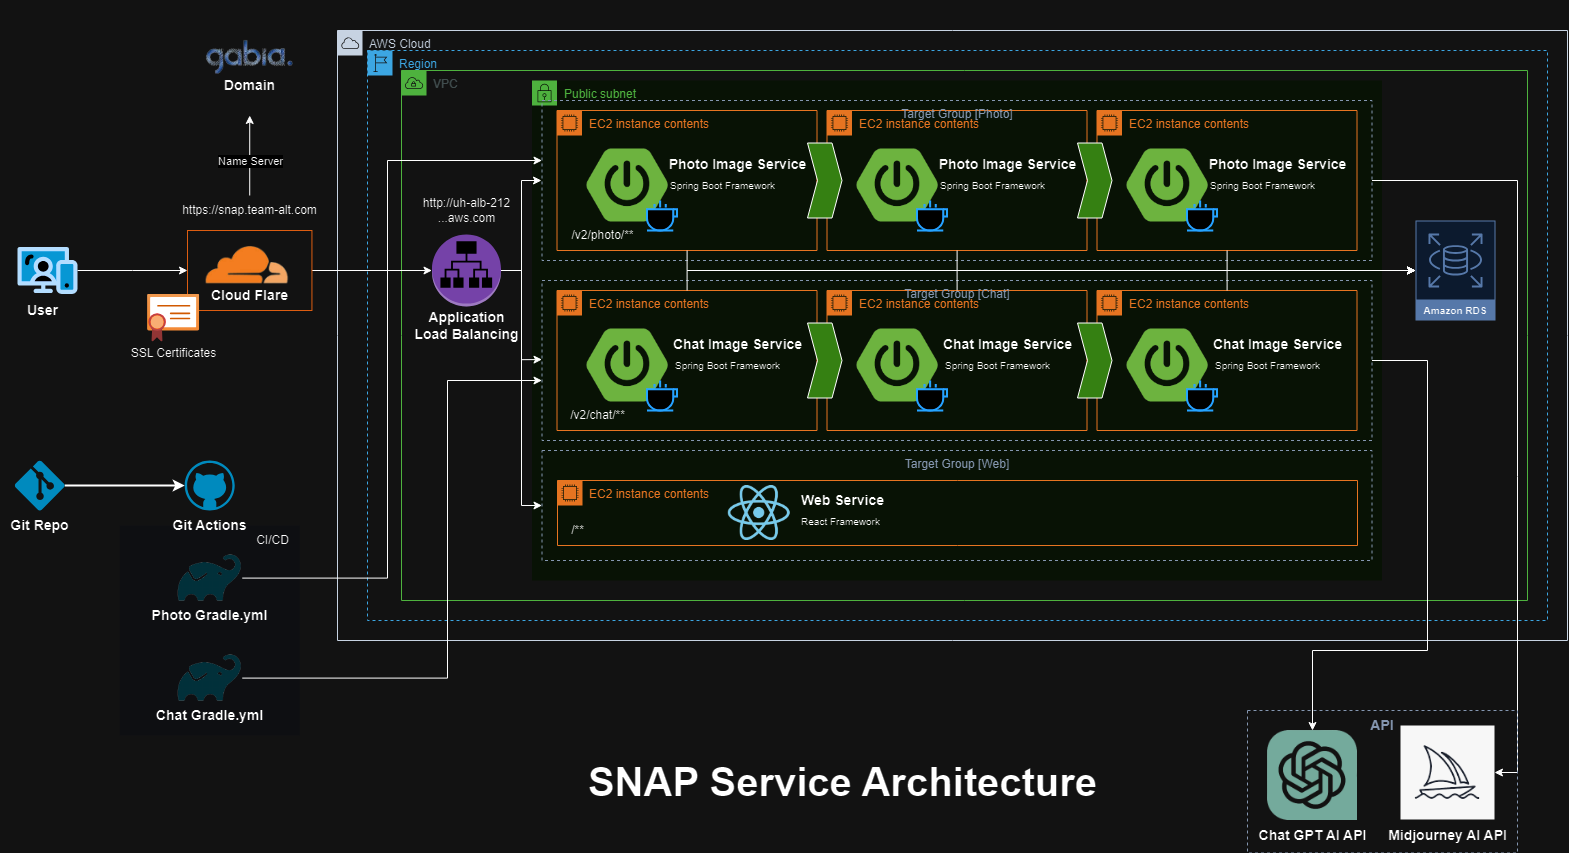 gabia.
Domain
Name Server
https://snap.team-alt.com
Cloud Flare
SSL Certificates
User
Git Repo
Git Actions
CI/CD
Photo Gradle.yml
Chat Gradle.yml
AWS Cloud
Region
VPC
Public subnet
http://uh-alb-212
...aws.com
Application
Load Balancing
Target Group [Photo]
EC2 instance contents
Photo Image Service
Spring Boot Framework
/v2/photo/**
EC2 instance contents
Photo Image Service
Spring Boot Framework
EC2 instance contents
Photo Image Service
Spring Boot Framework
Target Group [Chat]
EC2 instance contents
Chat Image Service
Spring Boot Framework
/v2/chat/**
EC2 instance contents
Chat Image Service
Spring Boot Framework
EC2 instance contents
Chat Image Service
Spring Boot Framework
Target Group [Web]
EC2 instance contents
Web Service
React Framework
/**
Amazon RDS
SNAP Service Architecture
API
Chat GPT AI API
Midjourney AI API